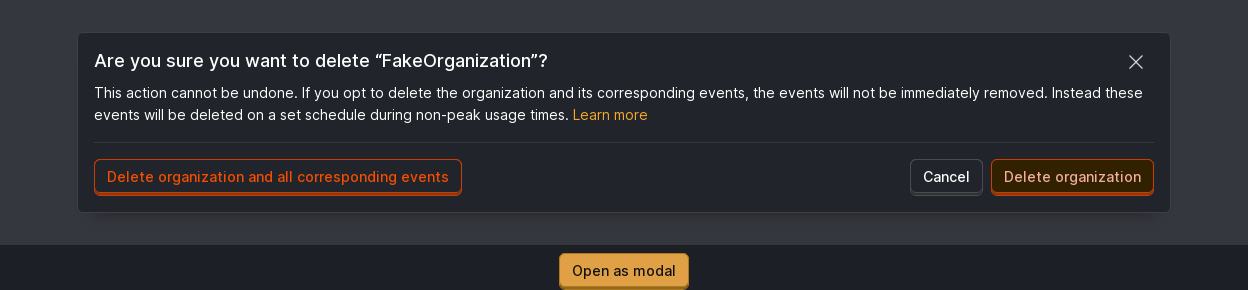 Are you sure you want to delete “FakeOrganization”?
This action cannot be undone. If you opt to delete the organization and its corresponding events, the events will not be immediately removed. Instead these
events will be deleted on a set schedule during non-peak usage times. Learn more
Delete organization and all corresponding events
Cancel
Delete organization
Open as modal